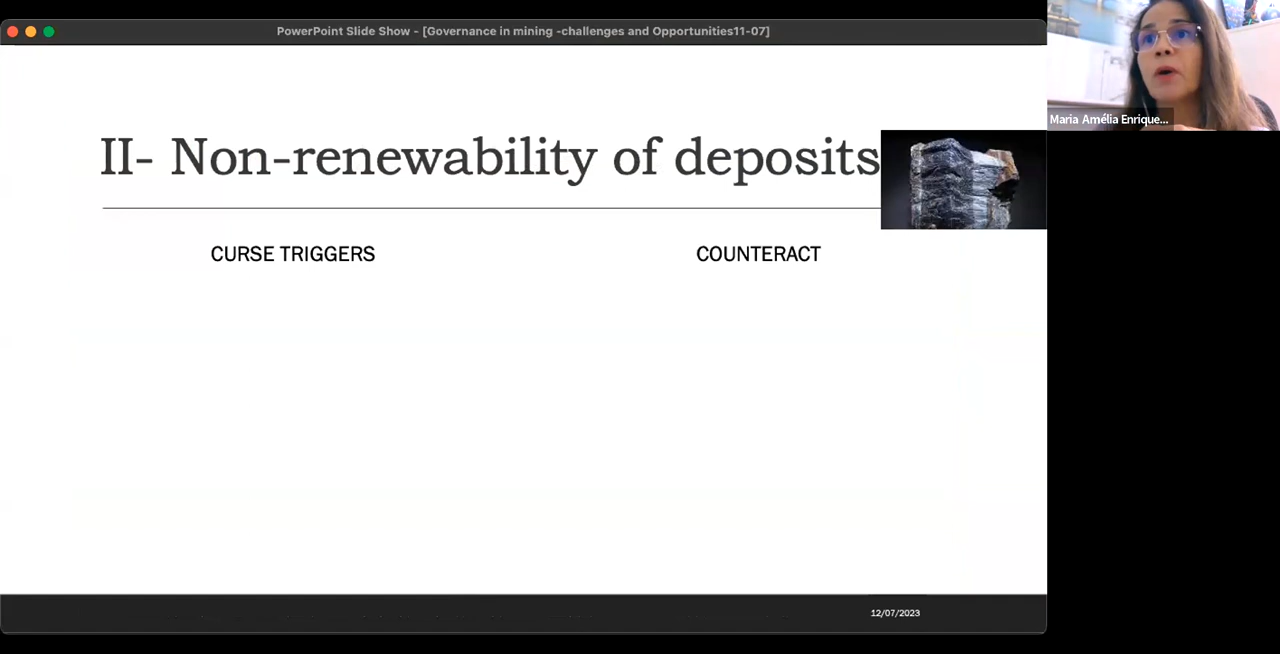 PowerPoint Slide Show - [Governance in mining -challenges and Opportunities11-07]
Maria Amélia Enrique...
II- Non-renewability of deposits
CURSE TRIGGERS
COUNTERACT
12/07/2023